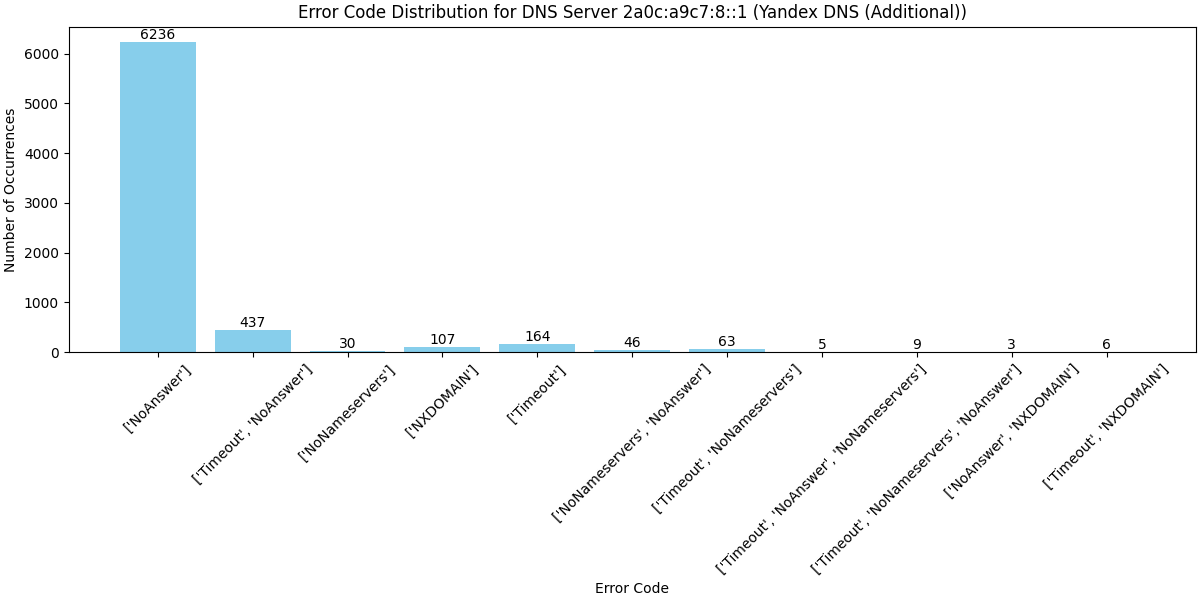 Error Code Distribution for DNS Server 2a0c:a9c7:8::1 (Yandex DNS (Additional))
Number of Occurrences
6000
5000
4000
3000
2000
1000
0
6236
437
30
107
164
46
63
5
9
3
6
['NoAnswer']
['Timeout', 'NoAnswer']
['NoNameservers']
['NXDOMAIN']
['Timeout']
['NoNameservers', 'NoAnswer']
['Timeout', 'NoNameservers']
['Timeout', 'NoAnswer', 'NoNameservers']
['Timeout', 'NoNameservers', 'NoAnswer']
['NoAnswer', 'NXDOMAIN']
['Timeout', 'NXDOMAIN']
Error Code